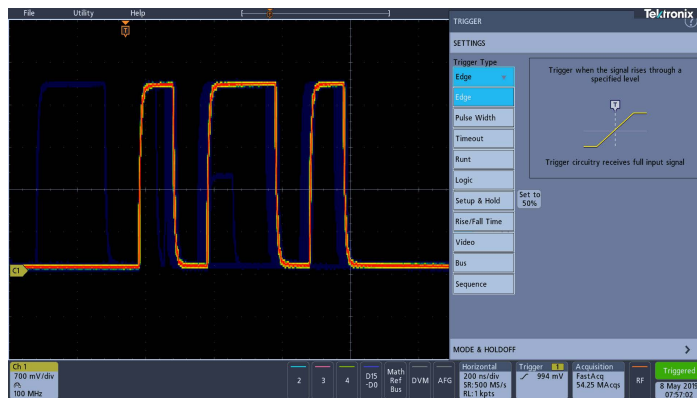 File Utility Help
[ T ]
Tektronix
TRIGGER
?
T
SETTINGS
Trigger Type
Edge
Edge
Pulse Width
Timeout
Runt
Logic
Setup & Hold
Rise/Fall Time
Video
Bus
Sequence
Trigger when the signal rises through a
specified level
T
Trigger circuitry receives full input signal
Set to
50%
C1
MODE & HOLDOFF
Ch 1
700 mV/div
100 MHz
2
3
4
D15
-D0
Math
Ref
Bus
DVM
AFG
Horizontal
200 ns/div
SR:500 MS/s
RL:1 kpts
Trigger 1
994 mV
Acquisition
FastAcq
54.25 MAcqs
RF
Triggered
8 May 2019
07:57:02